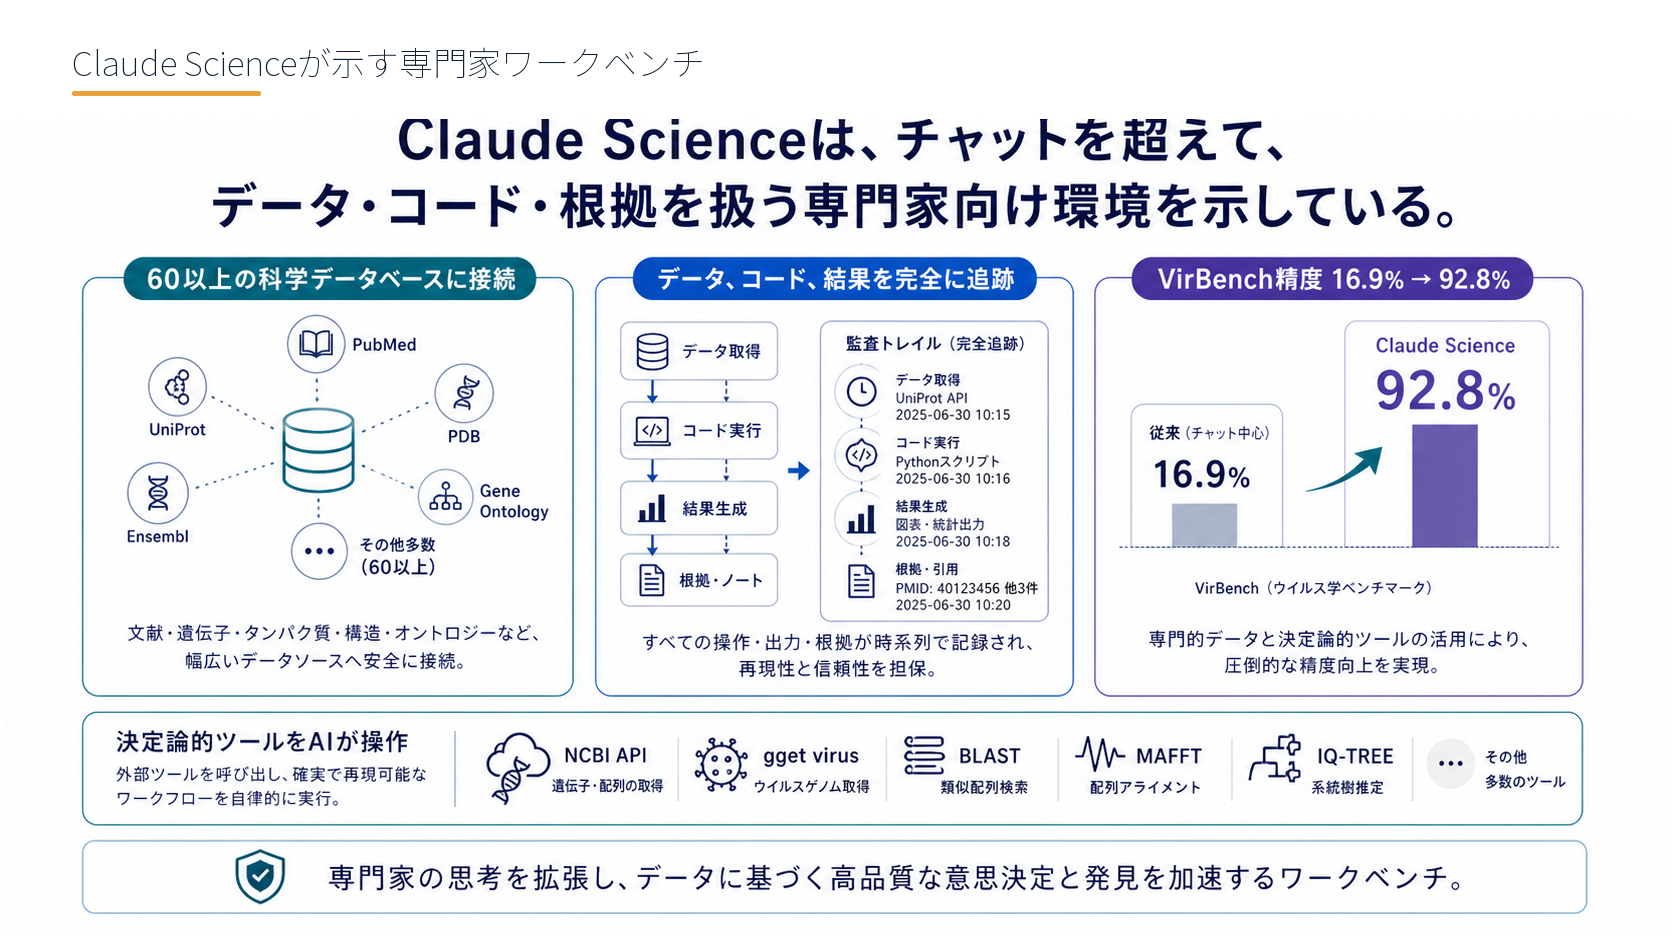 Claude Scienceが示す専門家ワークベンチ
Claude Scienceは、チャットを超えて、
データ・コード・根拠を扱う専門家向け環境を示している。
60以上の科学データベースに接続
PubMed
UniProt
PDB
Ensembl
Gene
Ontology
その他多数
（60以上）
文献・遺伝子・タンパク質・構造・オントロジーなど、
幅広いデータソースへ安全に接続。
データ、コード、結果を完全に追跡
データ取得
コード実行
結果生成
根拠・ノート
監査トレイル（完全追跡）
データ取得
UniProt API
2025-06-30 10:15
コード実行
Pythonスクリプト
2025-06-30 10:16
結果生成
図表・統計出力
2025-06-30 10:18
根拠・引用
PMID: 40123456 他3件
2025-06-30 10:20
すべての操作・出力・根拠が時系列で記録され、
再現性と信頼性を担保。
VirBench精度 16.9% → 92.8%
従来（チャット中心）
16.9%
Claude Science
92.8%
VirBench（ウイルス学ベンチマーク）
専門的データと決定論的ツールの活用により、
圧倒的な精度向上を実現。
決定論的ツールをAIが操作
外部ツールを呼び出し、確実で再現可能な
ワークフローを自律的に実行。
NCBI API
遺伝子・配列の取得
gget virus
ウイルスゲノム取得
BLAST
類似配列検索
MAFFT
配列アライメント
IQ-TREE
系統樹推定
その他
多数のツール
専門家の思考を拡張し、データに基づく高品質な意思決定と発見を加速するワークベンチ。